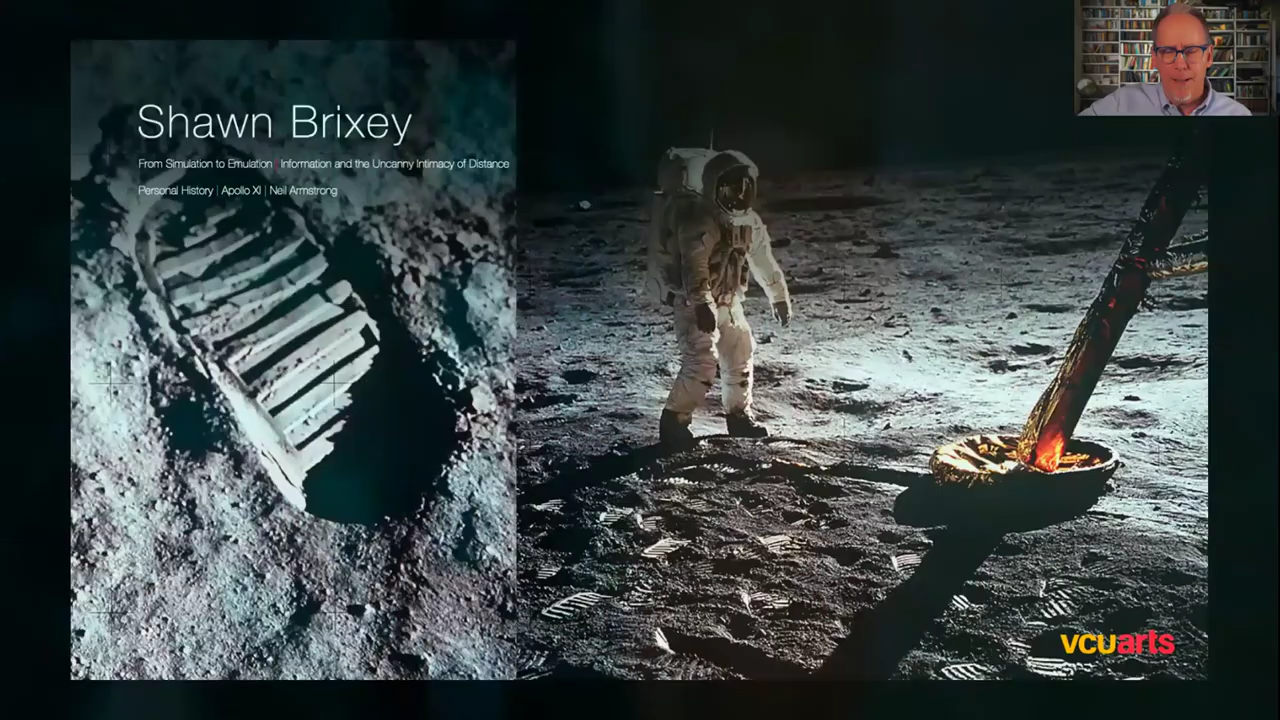 Shawn Brixey
From Simulation to Emulation | Information and the Uncanny Intimacy of Distance
Personal History | Apollo XI | Neil Armstrong
vcuarts